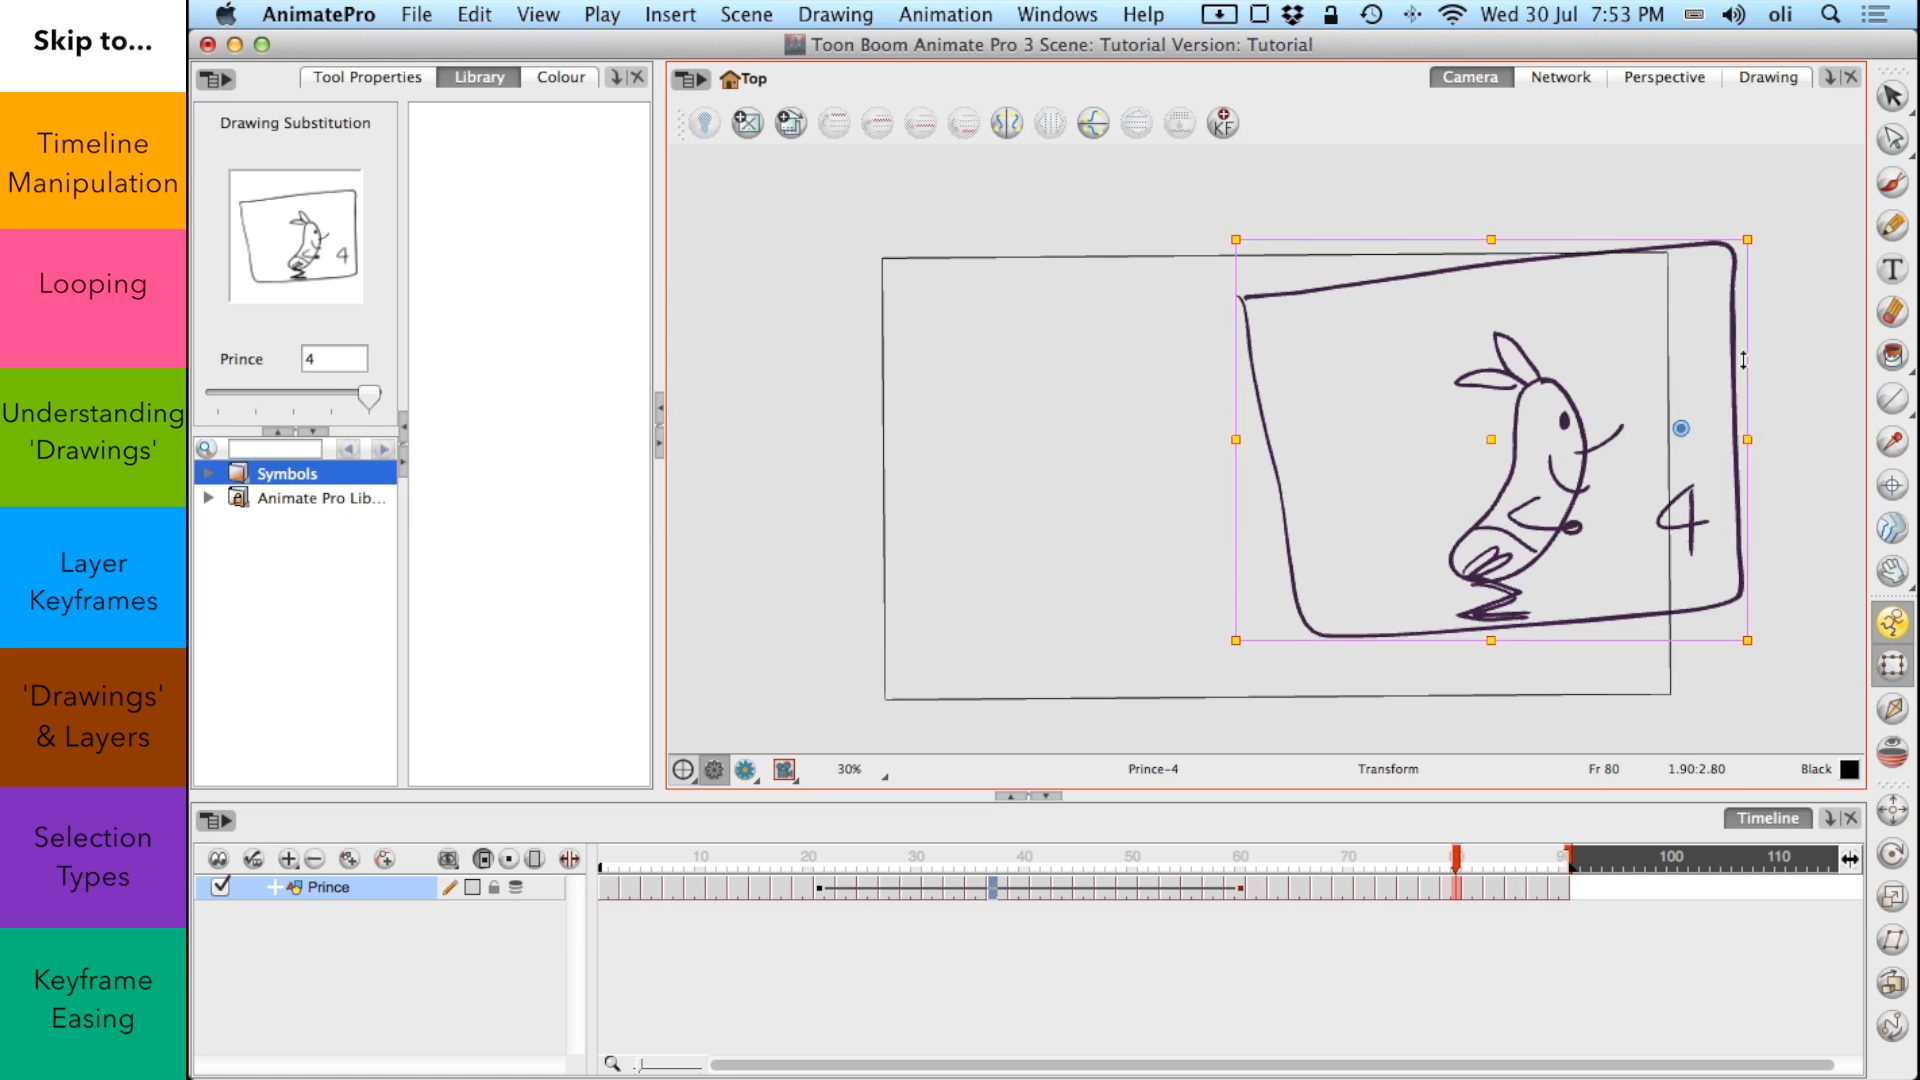 Skip to...
Timeline
Manipulation
Looping
Understanding
'Drawings'
Layer
Keyframes
'Drawings'
& Layers
Selection
Types
Keyframe
Easing
AnimatePro File Edit View Play Insert Scene Drawing Animation Windows Help Wed 30 Jul 7:53 PM oli
Toon Boom Animate Pro 3 Scene: Tutorial Version: Tutorial
Tool Properties Library Colour
Top Camera Network Perspective Drawing
KF
Drawing Substitution
4
Prince 4
Symbols
Animate Pro Lib...
T
4
30% Prince-4 Transform Fr 80 1.90:2.80 Black
Timeline
10 20 30 40 50 60 70 100 110
Prince